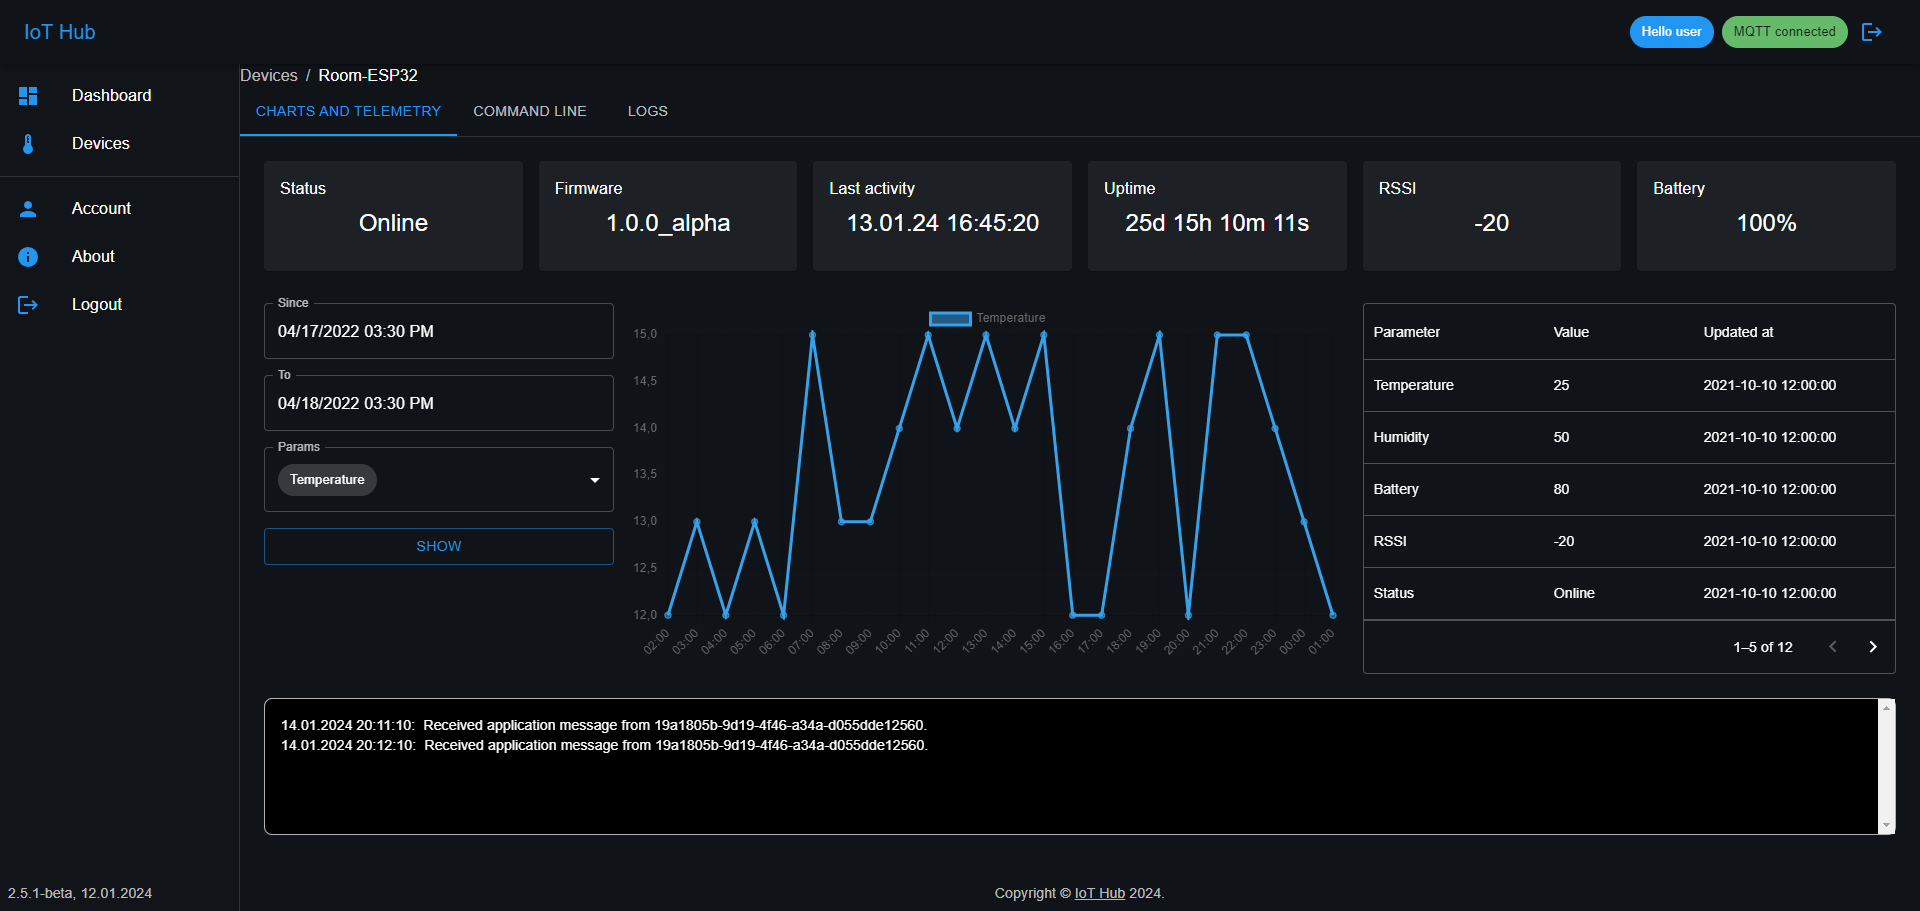 IoT Hub
Hello user
MQTT connected
Dashboard
Devices
Account
About
Logout
Devices / Room-ESP32
CHARTS AND TELEMETRY COMMAND LINE LOGS
Status
Online
Firmware
1.0.0_alpha
Last activity
13.01.24 16:45:20
Uptime
25d 15h 10m 11s
RSSI
-20
Battery
100%
Since
04/17/2022 03:30 PM
To
04/18/2022 03:30 PM
Params
Temperature
SHOW
Temperature
15,0
14,5
14,0
13,5
13,0
12,5
12,0
02:00 03:00 04:00 05:00 06:00 07:00 08:00 09:00 10:00 11:00 12:00 13:00 14:00 15:00 16:00 17:00 18:00 19:00 20:00 21:00 22:00 23:00 00:00 01:00
Parameter Value Updated at
Temperature 25 2021-10-10 12:00:00
Humidity 50 2021-10-10 12:00:00
Battery 80 2021-10-10 12:00:00
RSSI -20 2021-10-10 12:00:00
Status Online 2021-10-10 12:00:00
1–5 of 12
14.01.2024 20:11:10: Received application message from 19a1805b-9d19-4f46-a34a-d055dde12560.
14.01.2024 20:12:10: Received application message from 19a1805b-9d19-4f46-a34a-d055dde12560.
2.5.1-beta, 12.01.2024
Copyright © IoT Hub 2024.